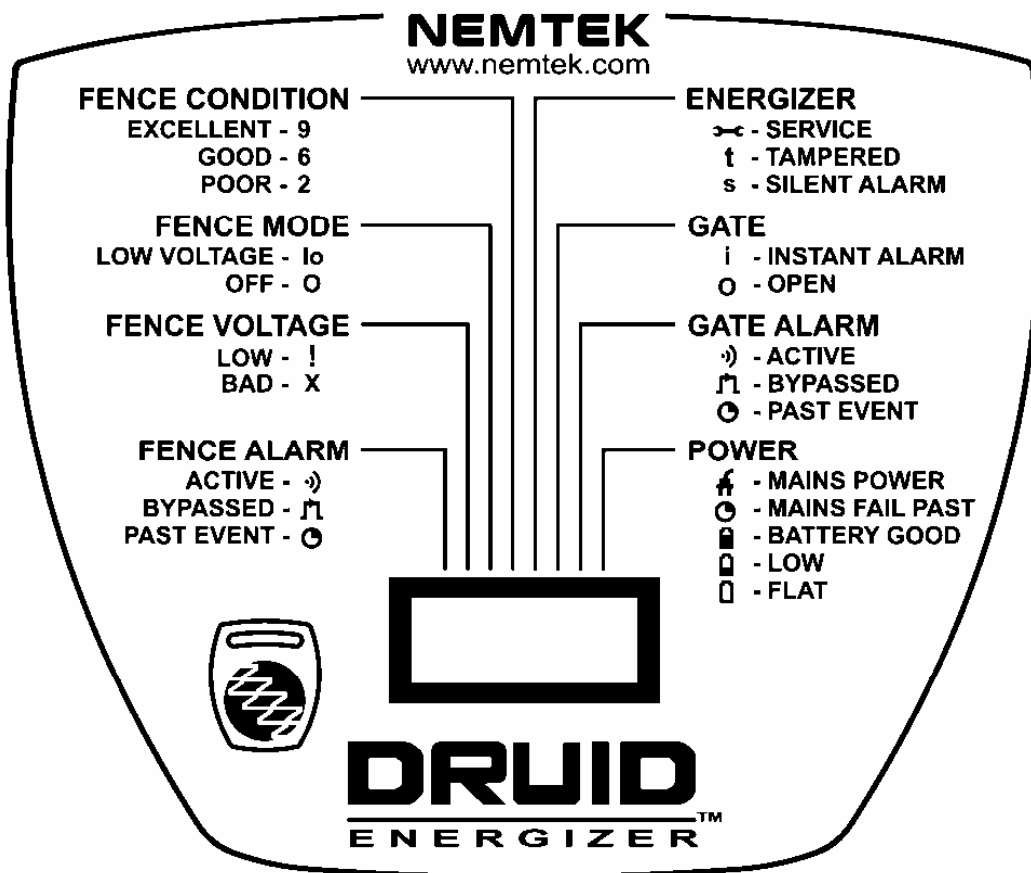 NEMTEK
www.nemtek.com
FENCE CONDITION
EXCELLENT - 9
GOOD - 6
POOR - 2
FENCE MODE
LOW VOLTAGE - lo
OFF - O
FENCE VOLTAGE
LOW - !
BAD - X
FENCE ALARM
ACTIVE -
BYPASSED -
PAST EVENT -
ENERGIZER
- SERVICE
t - TAMPERED
s - SILENT ALARM
GATE
i - INSTANT ALARM
O - OPEN
GATE ALARM
- ACTIVE
- BYPASSED
- PAST EVENT
POWER
- MAINS POWER
- MAINS FAIL PAST
- BATTERY GOOD
- LOW
- FLAT
DRUID
ENERGIZER™